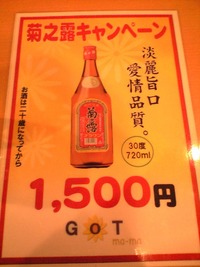 菊之露キャンペーン
淡麗旨口
愛情品質。
お酒は二十歳になってから
菊之露
30度
720ml
1,500円
GOT
ma-ma